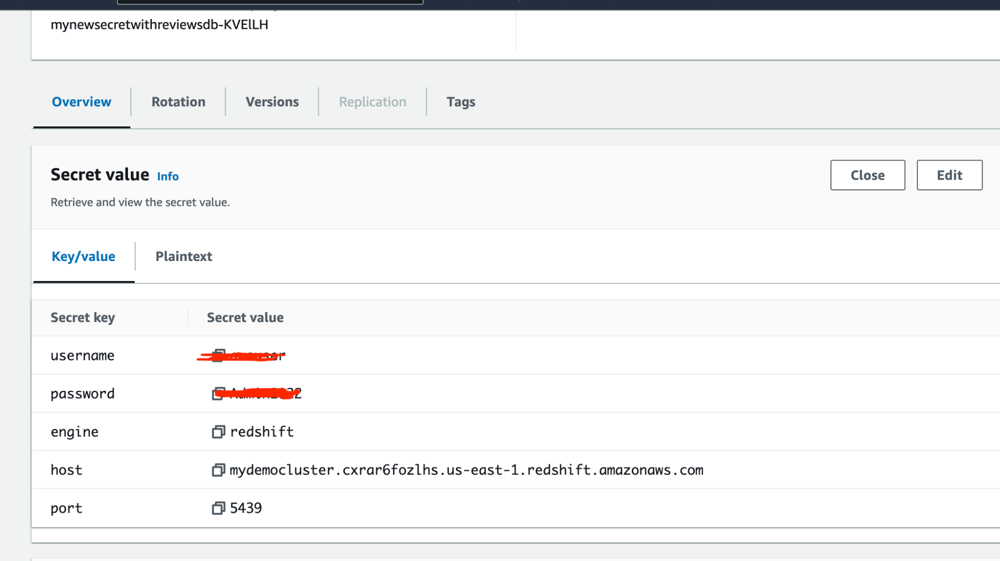 mynewsecretwithreviewsdb-KVElLH
Overview
Rotation
Versions
Replication
Tags
Secret value Info
Close
Edit
Retrieve and view the secret value.
Key/value
Plaintext
Secret key
Secret value
username
password
engine
redshift
host
mydemocluster.cxrar6fozlhs.us-east-1.redshift.amazonaws.com
port
5439